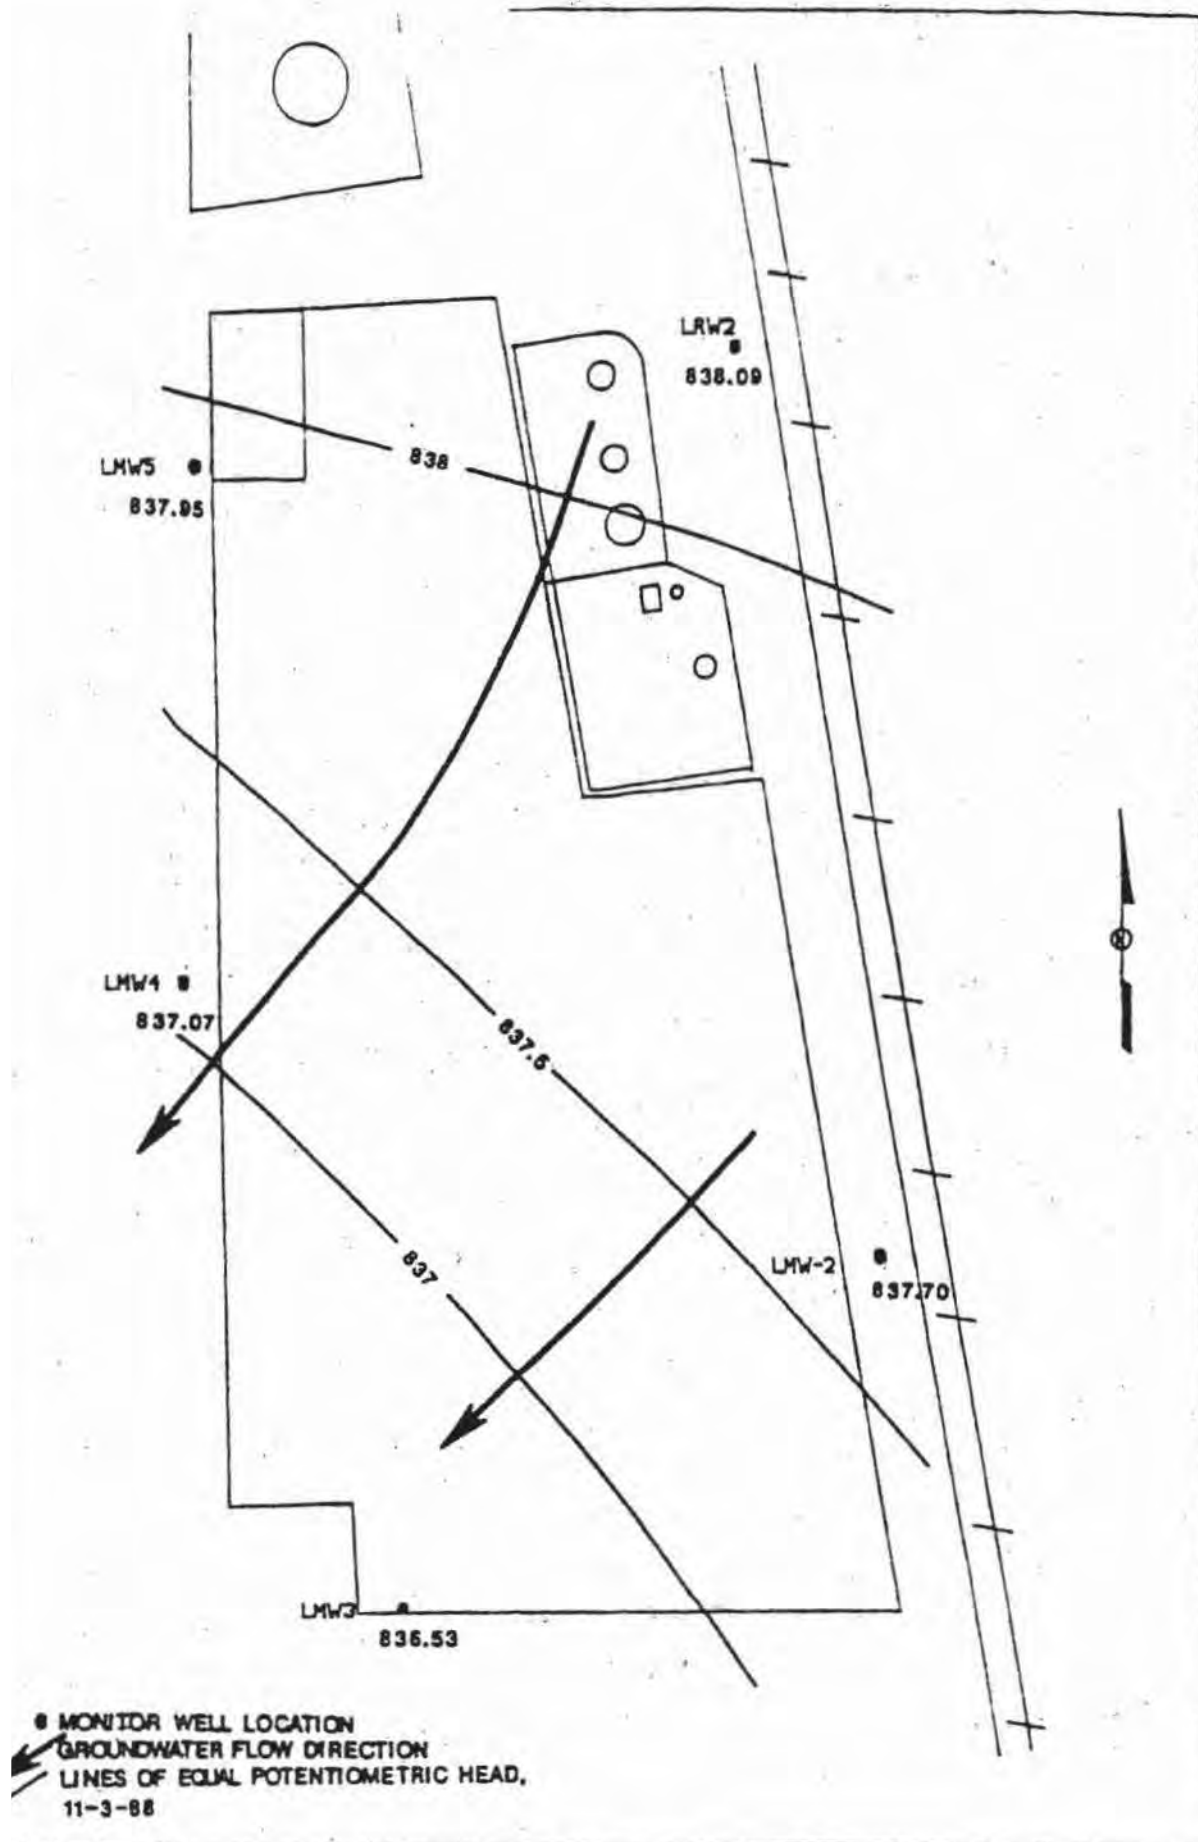 LRW2
838.09
838
LMW5
837.95
LMW4
837.07
837.5
837
LMW-2
837.70
LMW3
836.53
MONITOR WELL LOCATION
GROUNDWATER FLOW DIRECTION
LINES OF EQUAL POTENTIOMETRIC HEAD,
11-3-88